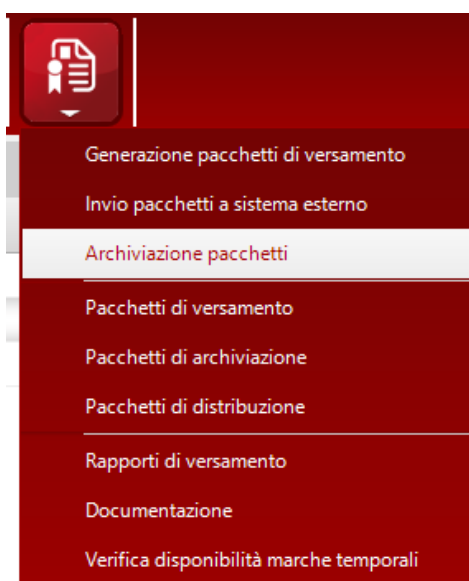 Generazione pacchetti di versamento
Invio pacchetti a sistema esterno
Archiviazione pacchetti
Pacchetti di versamento
Pacchetti di archiviazione
Pacchetti di distribuzione
Rapporti di versamento
Documentazione
Verifica disponibilità marche temporali